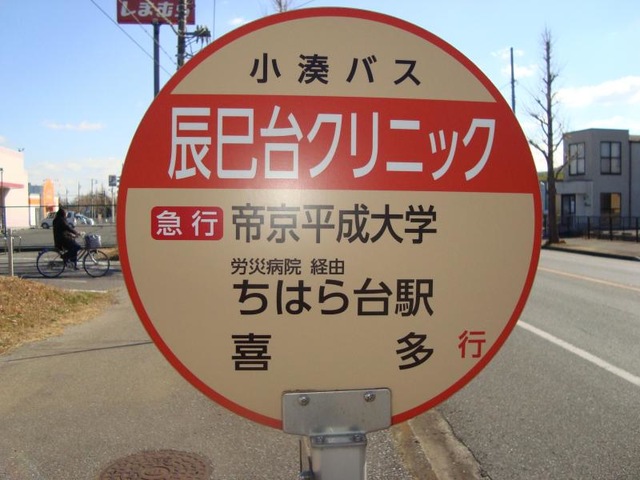 しまむら
小湊バス
辰巳台クリニック
急行 帝京平成大学
労災病院 経由
ちはら台駅
喜多 行